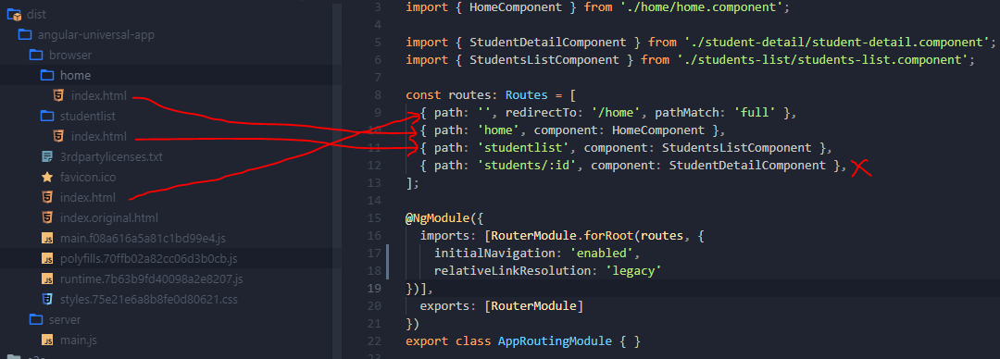 dist
angular-universal-app
browser
home
index.html
studentlist
index.html
3rdpartylicenses.txt
favicon.ico
index.html
index.original.html
main.f08a616a5a81c1bd99e4.js
polyfills.70ffb02a82cc06d3b0cb.js
runtime.7b63b9fd40098a2e8207.js
styles.75e21e6a8b8fe0d80621.css
server
main.js
3 import { HomeComponent } from './home/home.component';
4
5 import { StudentDetailComponent } from './student-detail/student-detail.component';
6 import { StudentsListComponent } from './students-list/students-list.component';
7
8 const routes: Routes = [
9 { path: '', redirectTo: '/home', pathMatch: 'full' },
10 { path: 'home', component: HomeComponent },
11 { path: 'studentlist', component: StudentsListComponent },
12 { path: 'students/:id', component: StudentDetailComponent },
13 ];
14
15 @NgModule({
16 imports: [RouterModule.forRoot(routes, {
17 initialNavigation: 'enabled',
18 relativeLinkResolution: 'legacy'
19 })],
20 exports: [RouterModule]
21 })
22 export class AppRoutingModule { }